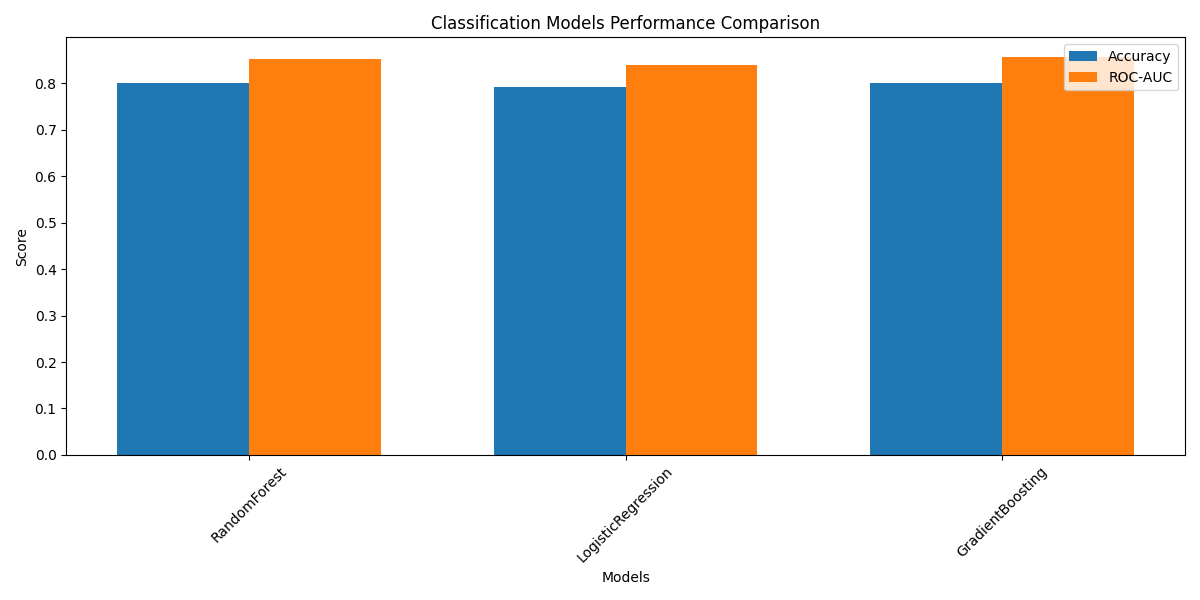 Classification Models Performance Comparison
Accuracy
ROC-AUC
Score
0.8
0.7
0.6
0.5
0.4
0.3
0.2
0.1
0.0
RandomForest
LogisticRegression
GradientBoosting
Models